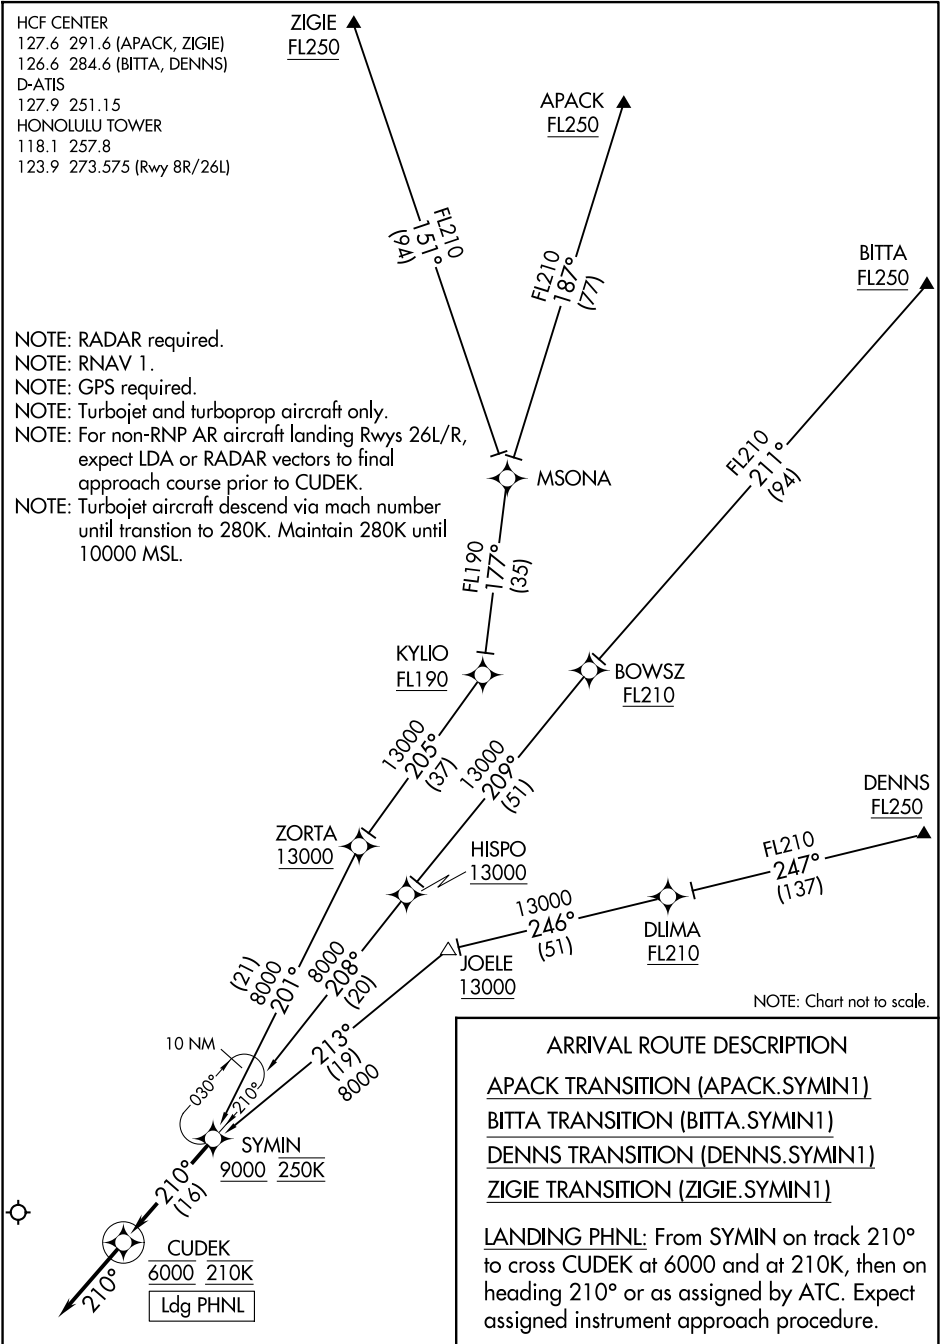 HCF CENTER
127.6 291.6 (APACK, ZIGIE)
126.6 284.6 (BITTA, DENNS)
D-ATIS
127.9 251.15
HONOLULU TOWER
118.1 257.8
123.9 273.575 (Rwy 8R/26L)
ZIGIE
FL250
APACK
FL250
BITTA
FL250
FL210
151°
(94)
FL210
187°
(77)
FL210
211°
(94)
NOTE: RADAR required.
NOTE: RNAV 1.
NOTE: GPS required.
NOTE: Turbojet and turboprop aircraft only.
NOTE: For non-RNP AR aircraft landing Rwys 26L/R,
expect LDA or RADAR vectors to final
approach course prior to CUDEK.
NOTE: Turbojet aircraft descend via mach number
until transtion to 280K. Maintain 280K until
10000 MSL.
MSONA
FL190
177°
(35)
KYLIO
FL190
BOWSZ
FL210
13000
205°
(37)
13000
209°
(51)
DENNS
FL250
ZORTA
13000
HISPO
13000
FL210
247°
(137)
13000
246°
(51)
DLIMA
FL210
JOELE
13000
(21)
8000
201°
8000
208°
(20)
213°
(19)
8000
NOTE: Chart not to scale.
10 NM
030°
210°
SYMIN
9000 250K
210°
(16)
CUDEK
6000 210K
Ldg PHNL
210°
ARRIVAL ROUTE DESCRIPTION
APACK TRANSITION (APACK.SYMIN1)
BITTA TRANSITION (BITTA.SYMIN1)
DENNS TRANSITION (DENNS.SYMIN1)
ZIGIE TRANSITION (ZIGIE.SYMIN1)
LANDING PHNL: From SYMIN on track 210°
to cross CUDEK at 6000 and at 210K, then on
heading 210° or as assigned by ATC. Expect
assigned instrument approach procedure.